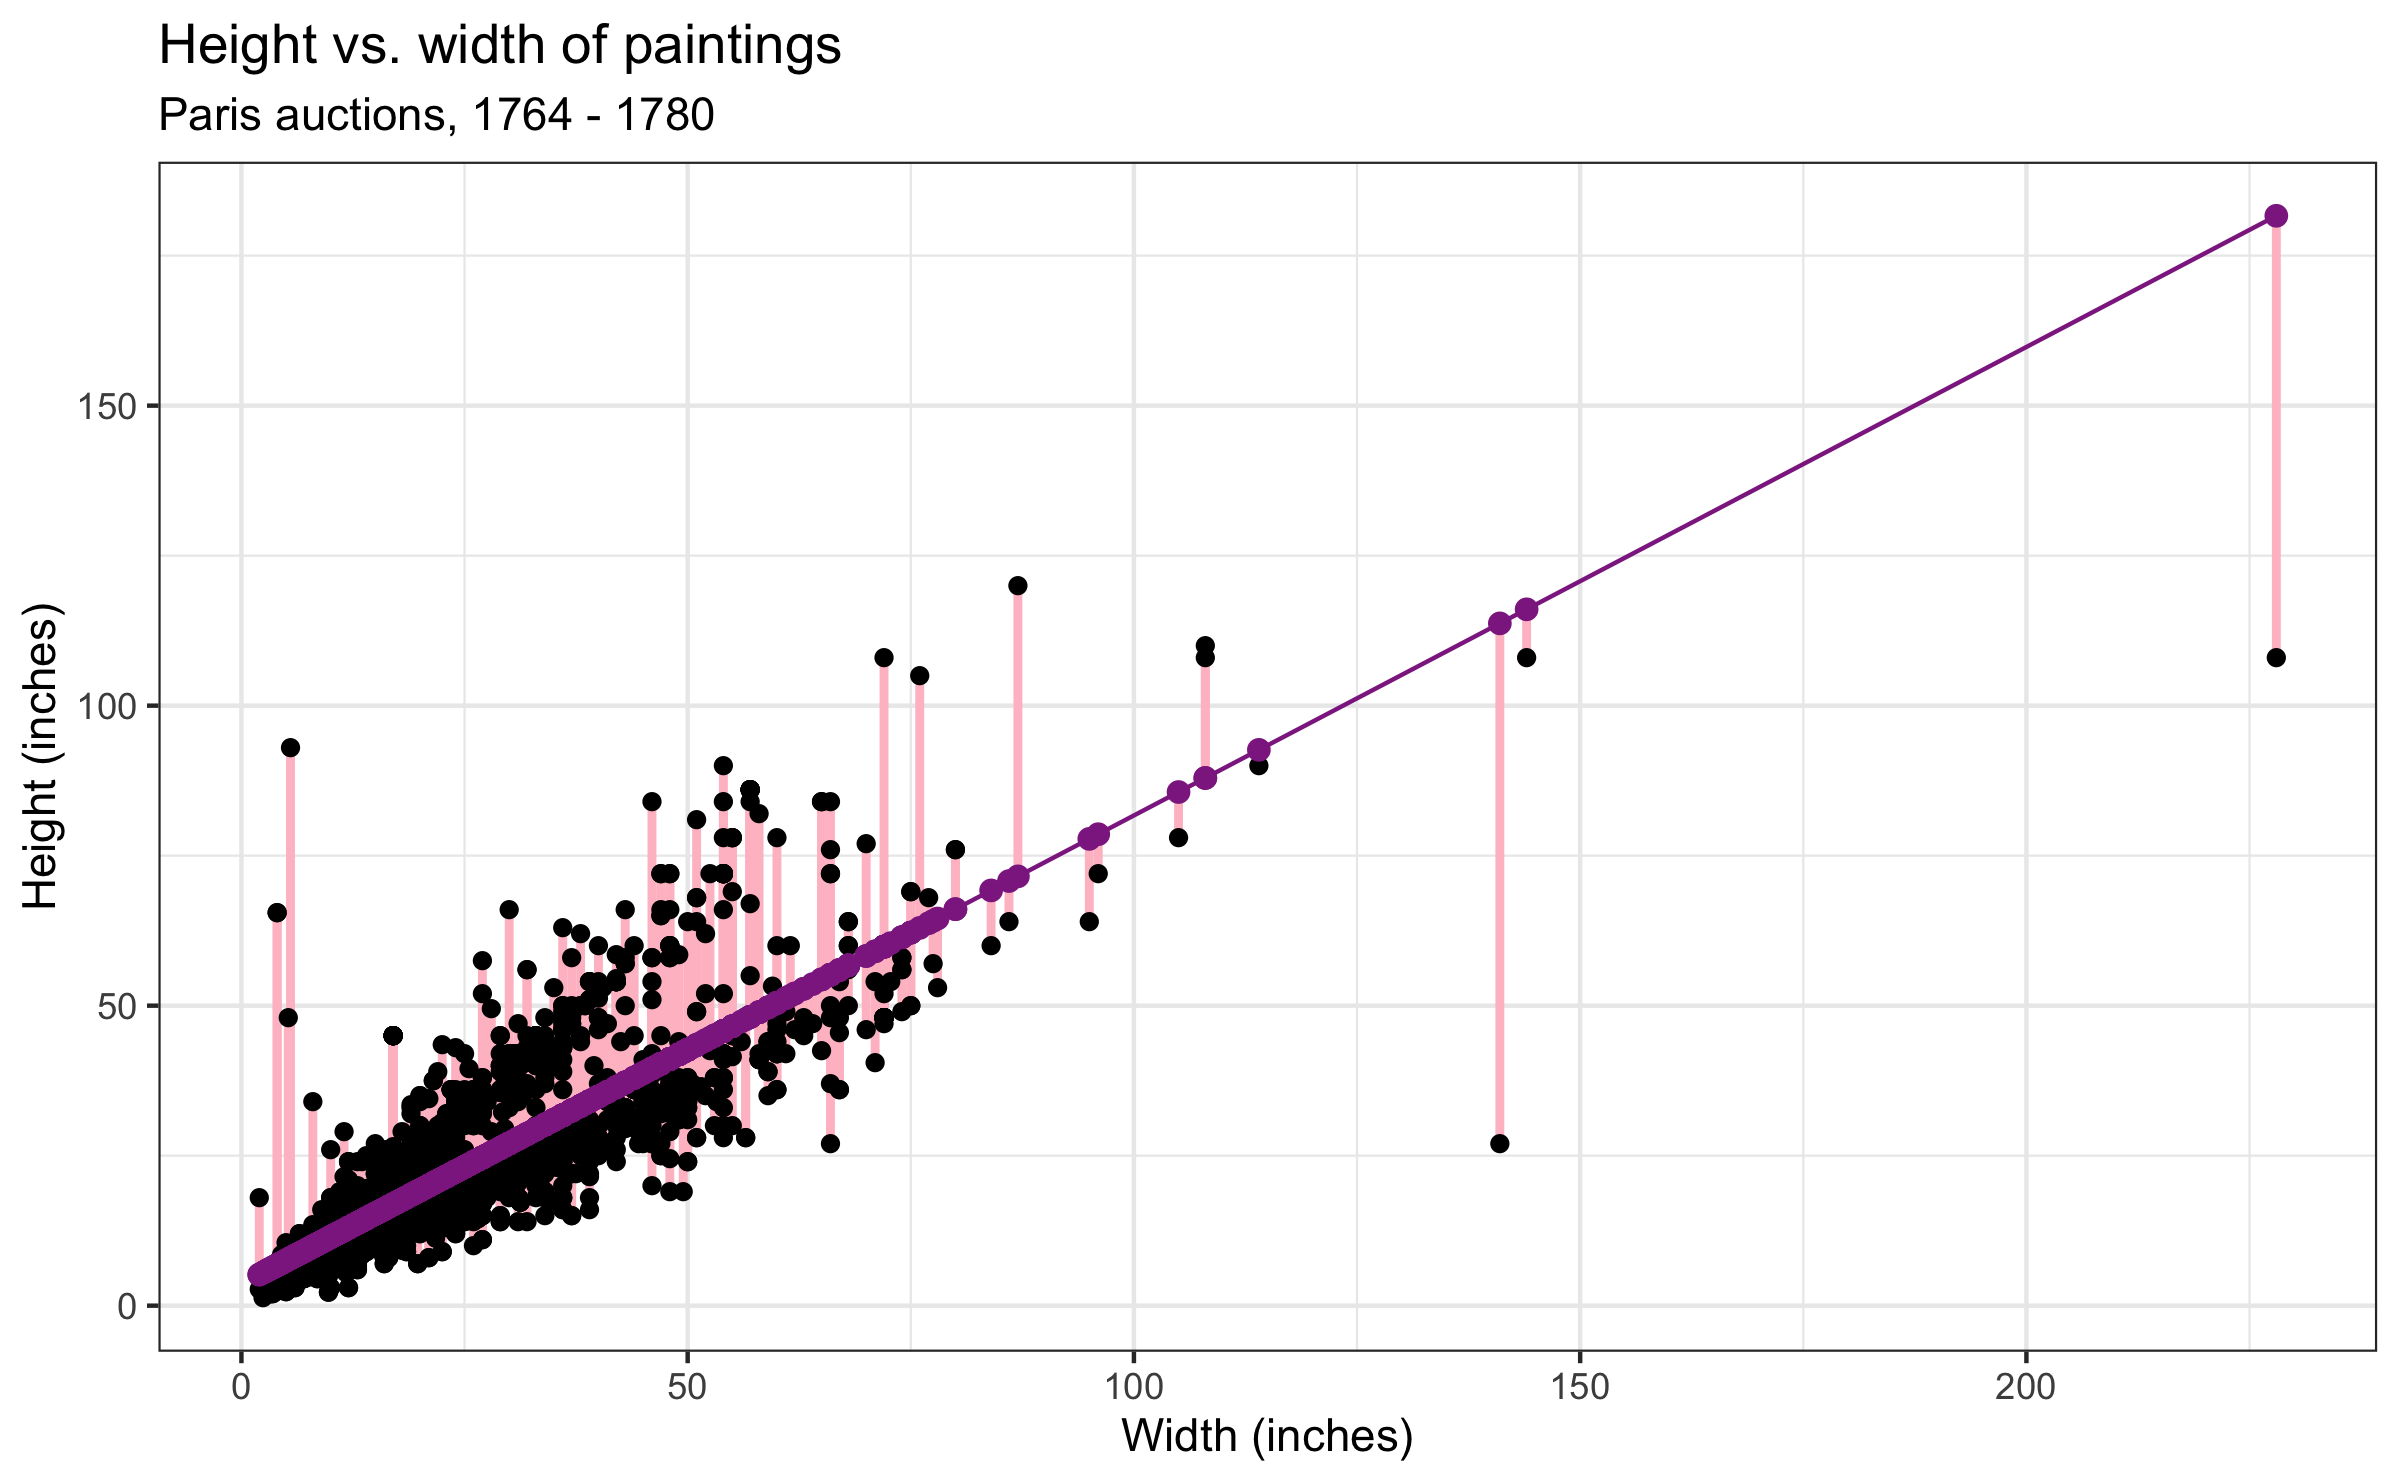 Height vs. width of paintings
Paris auctions, 1764 - 1780
Height (inches)
150
100
50
0
0 50 100 150 200
Width (inches)